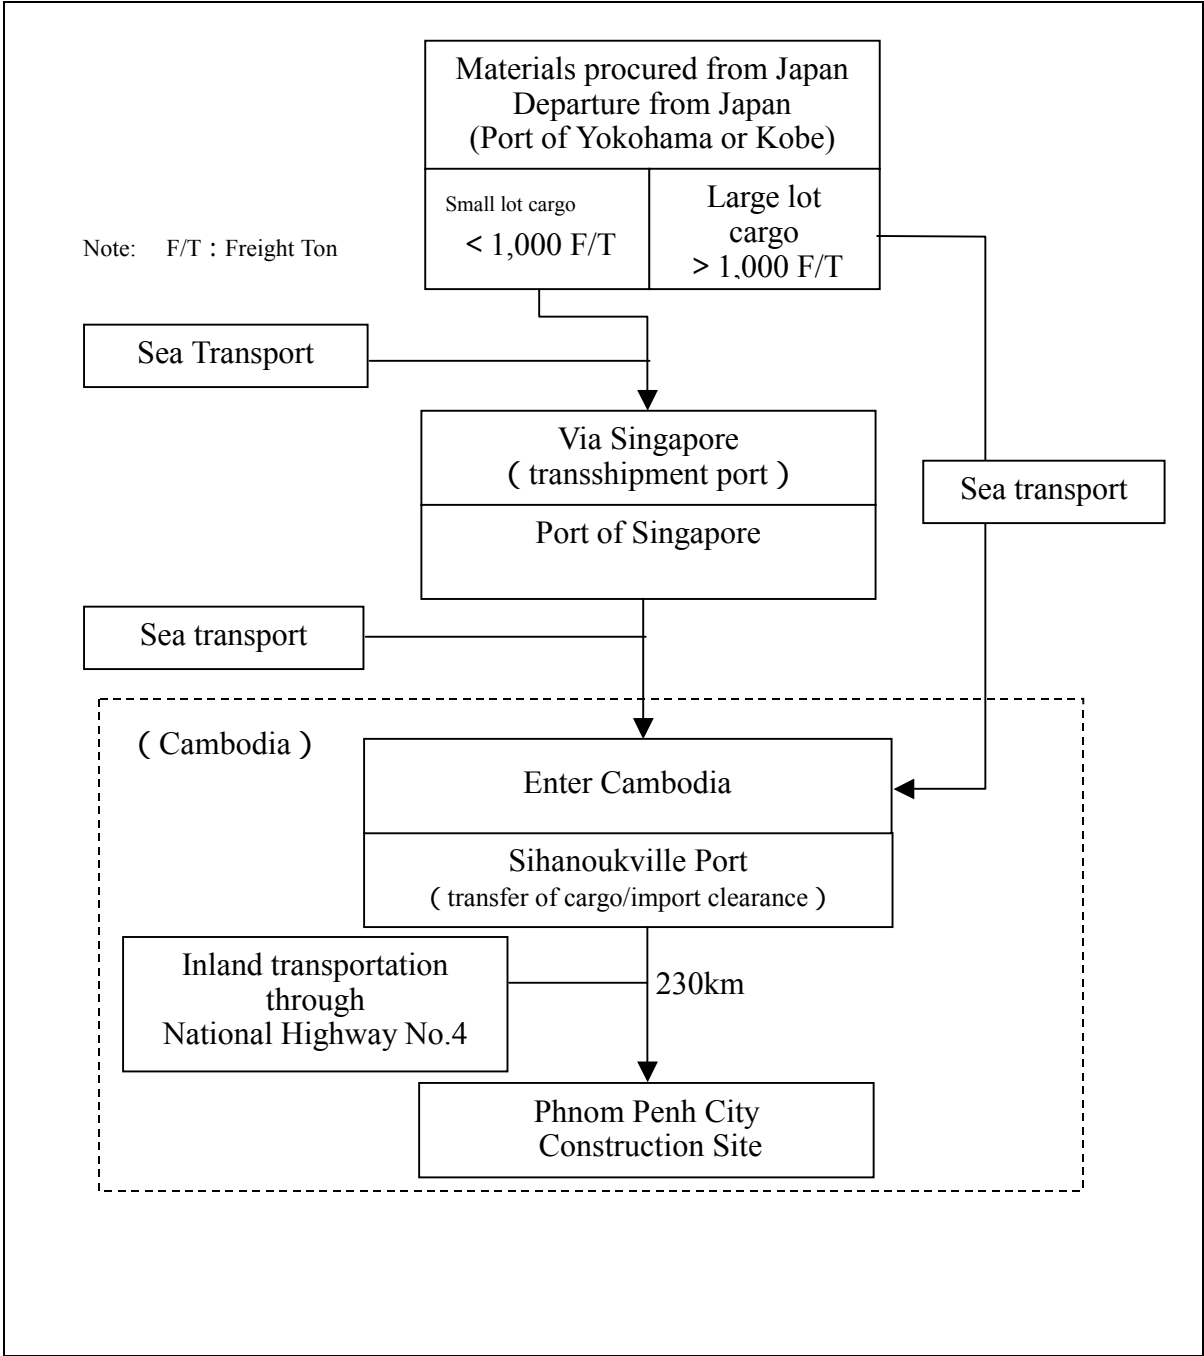 Materials procured from Japan
Departure from Japan
(Port of Yokohama or Kobe)
Small lot cargo
< 1,000 F/T
Large lot
cargo
> 1,000 F/T
Note: F/T：Freight Ton
Sea Transport
Via Singapore
（transshipment port）
Port of Singapore
Sea transport
Sea transport
（Cambodia）
Enter Cambodia
Sihanoukville Port
（transfer of cargo/import clearance）
Inland transportation
through
National Highway No.4
230km
Phnom Penh City
Construction Site